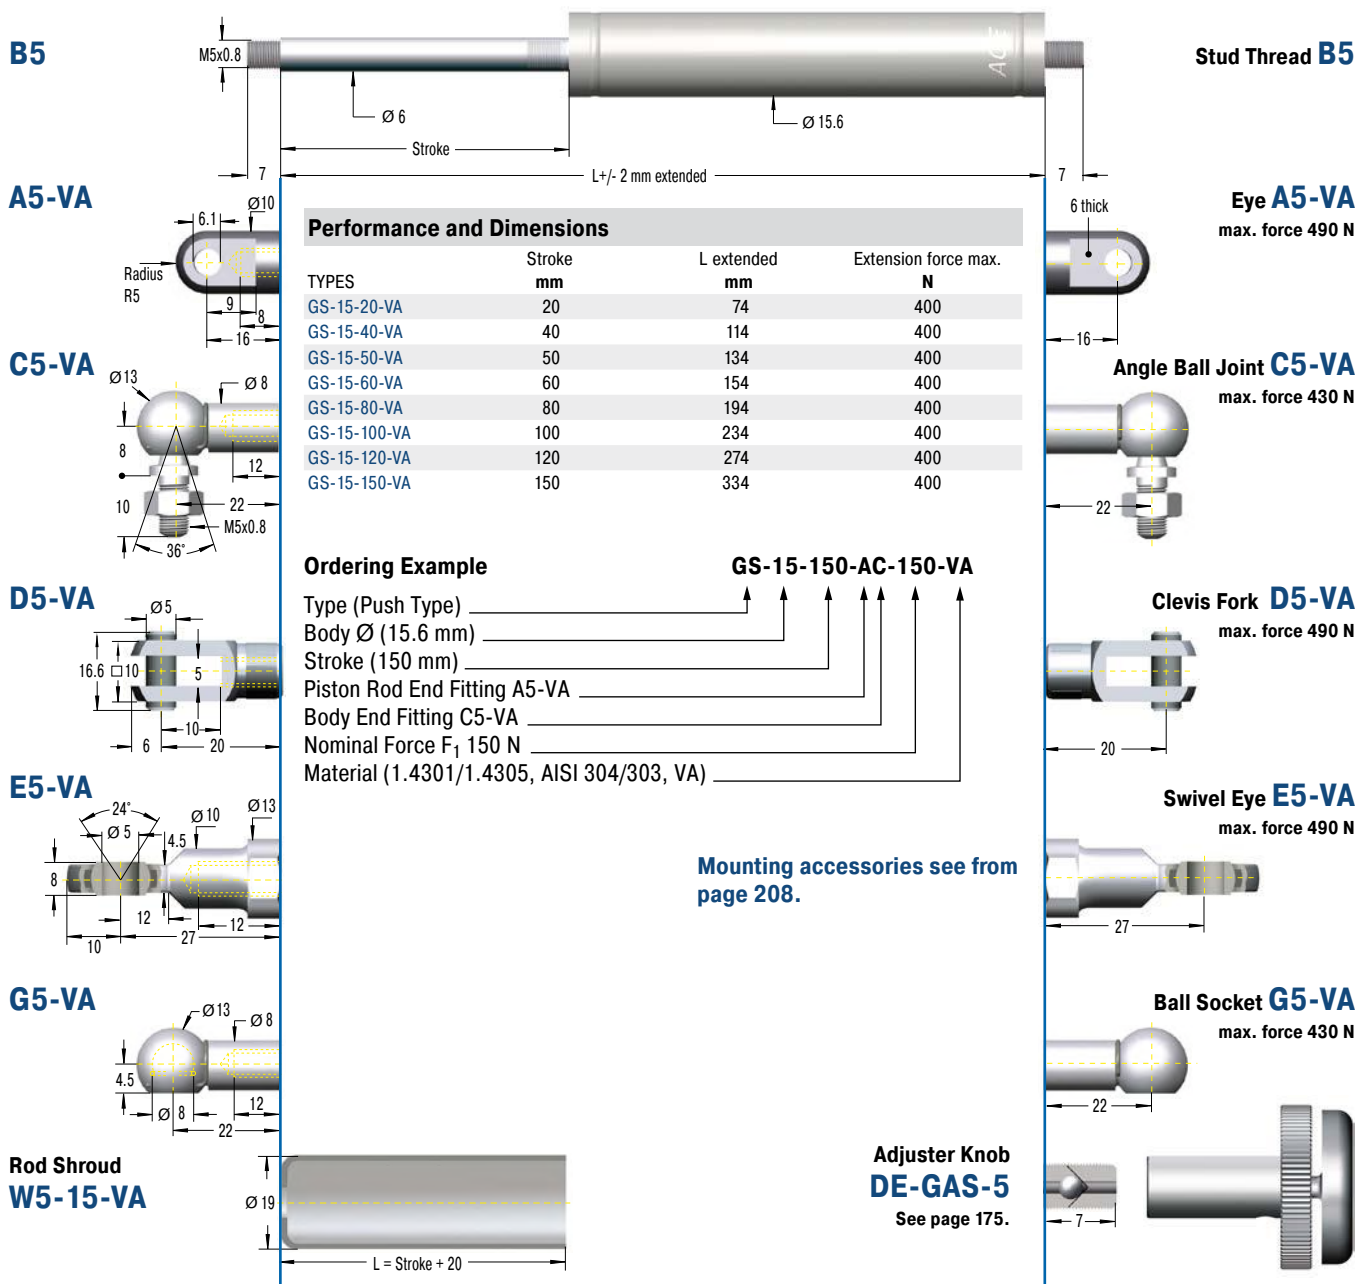 B5
M5x0.8
ACE
Stud Thread B5
Ø 6
Ø 15.6
Stroke
7
L+/- 2 mm extended
7
A5-VA
6.1
Ø10
Radius
R5
9
8
16
6 thick
16
Eye A5-VA
max. force 490 N
Performance and Dimensions
Stroke L extended Extension force max.
TYPES mm mm N
GS-15-20-VA 20 74 400
GS-15-40-VA 40 114 400
GS-15-50-VA 50 134 400
GS-15-60-VA 60 154 400
GS-15-80-VA 80 194 400
GS-15-100-VA 100 234 400
GS-15-120-VA 120 274 400
GS-15-150-VA 150 334 400
C5-VA
Ø13
Ø 8
8
12
10
22
M5x0.8
36°
Angle Ball Joint C5-VA
max. force 430 N
22
Ordering Example GS-15-150-AC-150-VA
Type (Push Type)
Body Ø (15.6 mm)
Stroke (150 mm)
Piston Rod End Fitting A5-VA
Body End Fitting C5-VA
Nominal Force F1 150 N
Material (1.4301/1.4305, AISI 304/303, VA)
D5-VA
Ø5
16.6
□10
5
10
6
20
Clevis Fork D5-VA
max. force 490 N
20
E5-VA
24°
Ø 5
4.5
Ø10
Ø13
8
12
12
10
27
Swivel Eye E5-VA
max. force 490 N
27
Mounting accessories see from
page 208.
G5-VA
Ø13
Ø 8
4.5
Ø 8
12
22
Ball Socket G5-VA
max. force 430 N
22
Rod Shroud
W5-15-VA
Ø 19
L = Stroke + 20
Adjuster Knob
DE-GAS-5
See page 175.
7